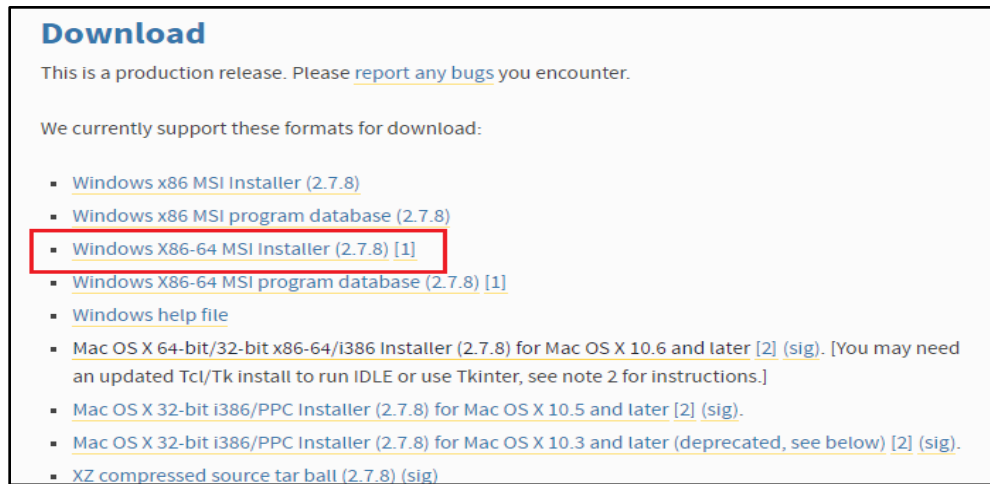 Download
This is a production release. Please report any bugs you encounter.
We currently support these formats for download:
Windows x86 MSI Installer (2.7.8)
Windows x86 MSI program database (2.7.8)
Windows X86-64 MSI Installer (2.7.8) [1]
Windows X86-64 MSI program database (2.7.8) [1]
Windows help file
Mac OS X 64-bit/32-bit x86-64/i386 Installer (2.7.8) for Mac OS X 10.6 and later [2] (sig). [You may need
an updated Tcl/Tk install to run IDLE or use Tkinter, see note 2 for instructions.]
Mac OS X 32-bit i386/PPC Installer (2.7.8) for Mac OS X 10.5 and later [2] (sig).
Mac OS X 32-bit i386/PPC Installer (2.7.8) for Mac OS X 10.3 and later (deprecated, see below) [2] (sig).
XZ compressed source tar ball (2.7.8) (sig)